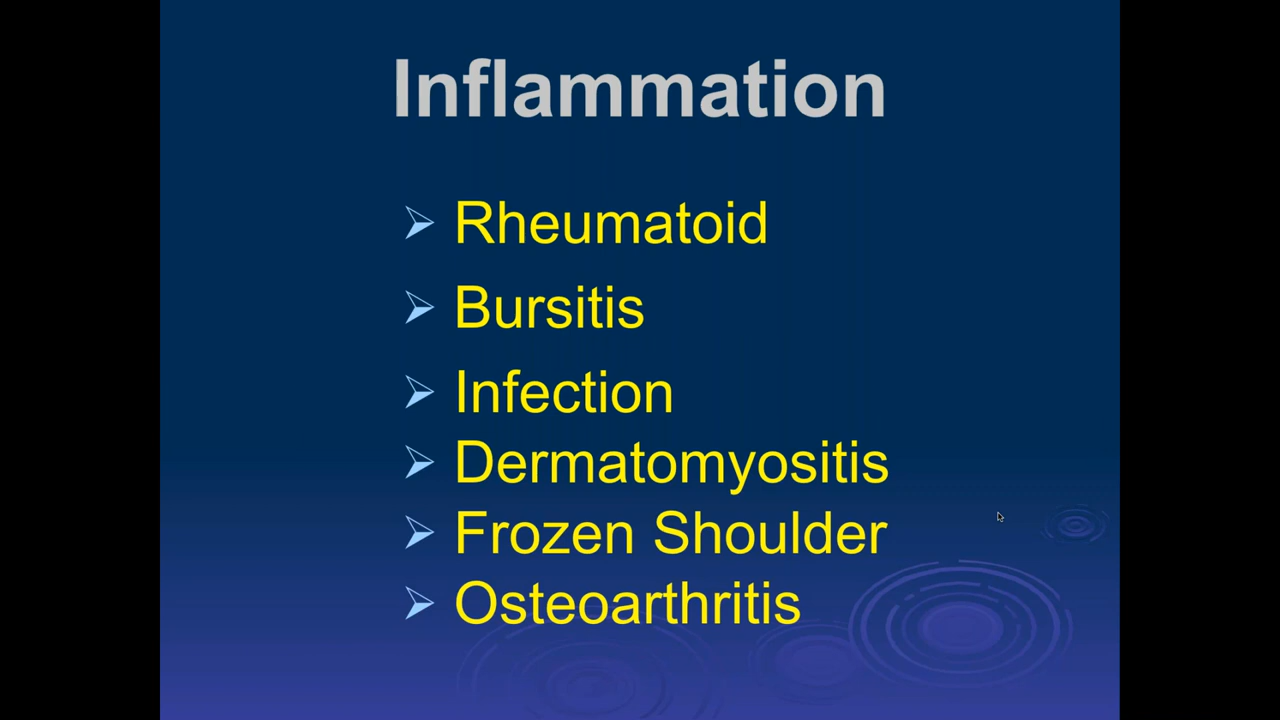 Inflammation
Rheumatoid
Bursitis
Infection
Dermatomyositis
Frozen Shoulder
Osteoarthritis